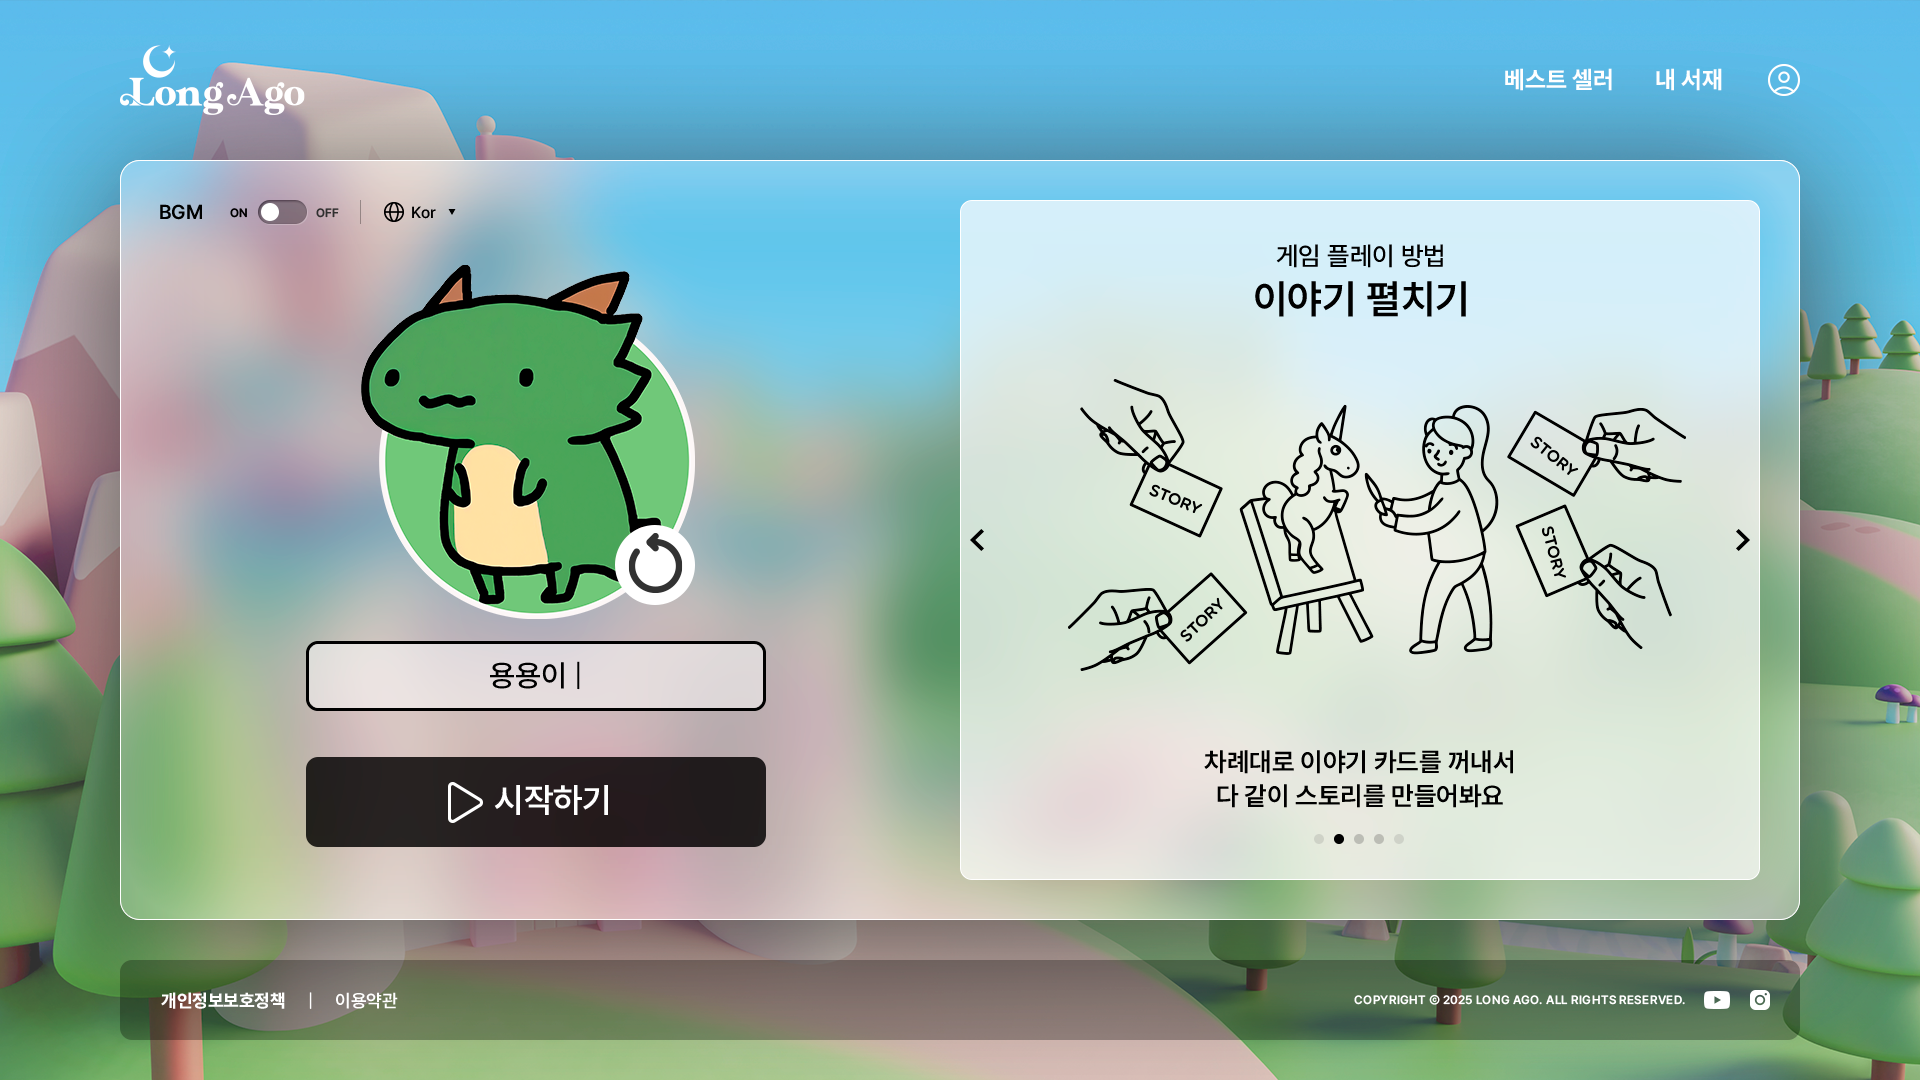 Long Ago
베스트 셀러
내 서재
BGM
ON
OFF
Kor
용용이
시작하기
게임 플레이 방법
이야기 펼치기
STORY
STORY
STORY
STORY
차례대로 이야기 카드를 꺼내서
다 같이 스토리를 만들어봐요
개인정보보호정책 | 이용약관
COPYRIGHT © 2025 LONG AGO. ALL RIGHTS RESERVED.